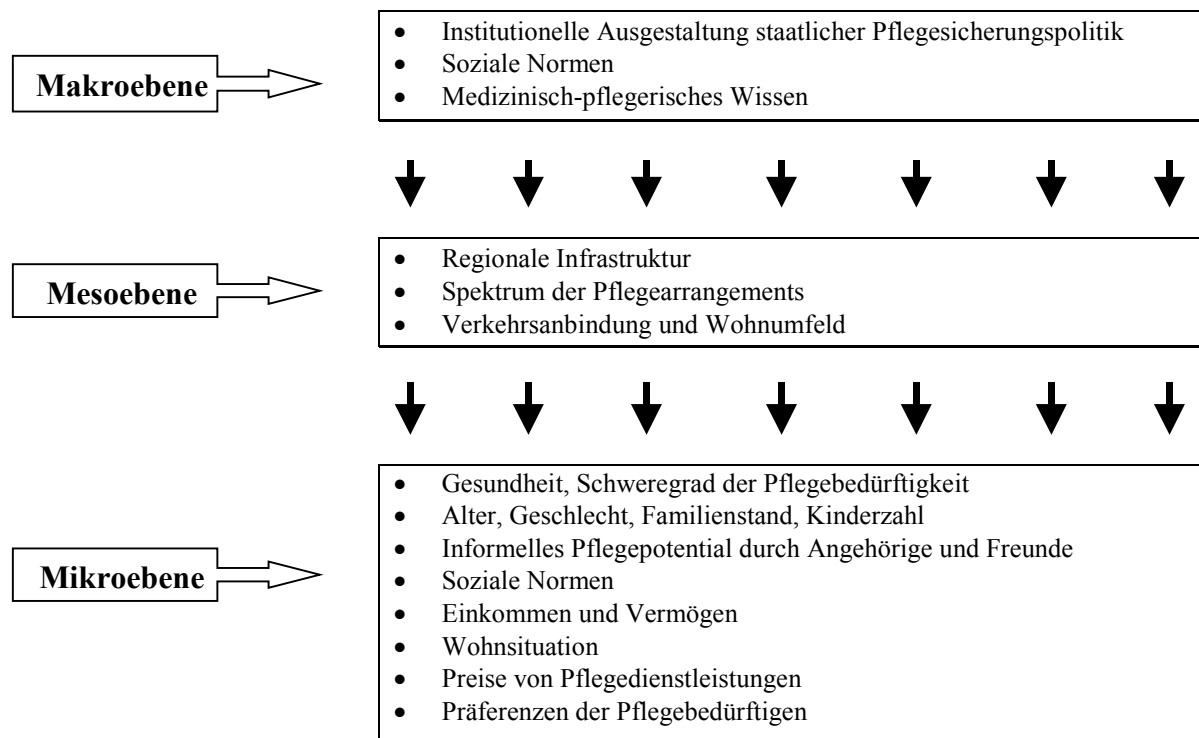 Makroebene
• Institutionelle Ausgestaltung staatlicher Pflegesicherungspolitik
• Soziale Normen
• Medizinisch-pflegerisches Wissen
Mesoebene
• Regionale Infrastruktur
• Spektrum der Pflegearrangements
• Verkehrsanbindung und Wohnumfeld
Mikroebene
• Gesundheit, Schweregrad der Pflegebedürftigkeit
• Alter, Geschlecht, Familienstand, Kinderzahl
• Informelles Pflegepotential durch Angehörige und Freunde
• Soziale Normen
• Einkommen und Vermögen
• Wohnsituation
• Preise von Pflegedienstleistungen
• Präferenzen der Pflegebedürftigen